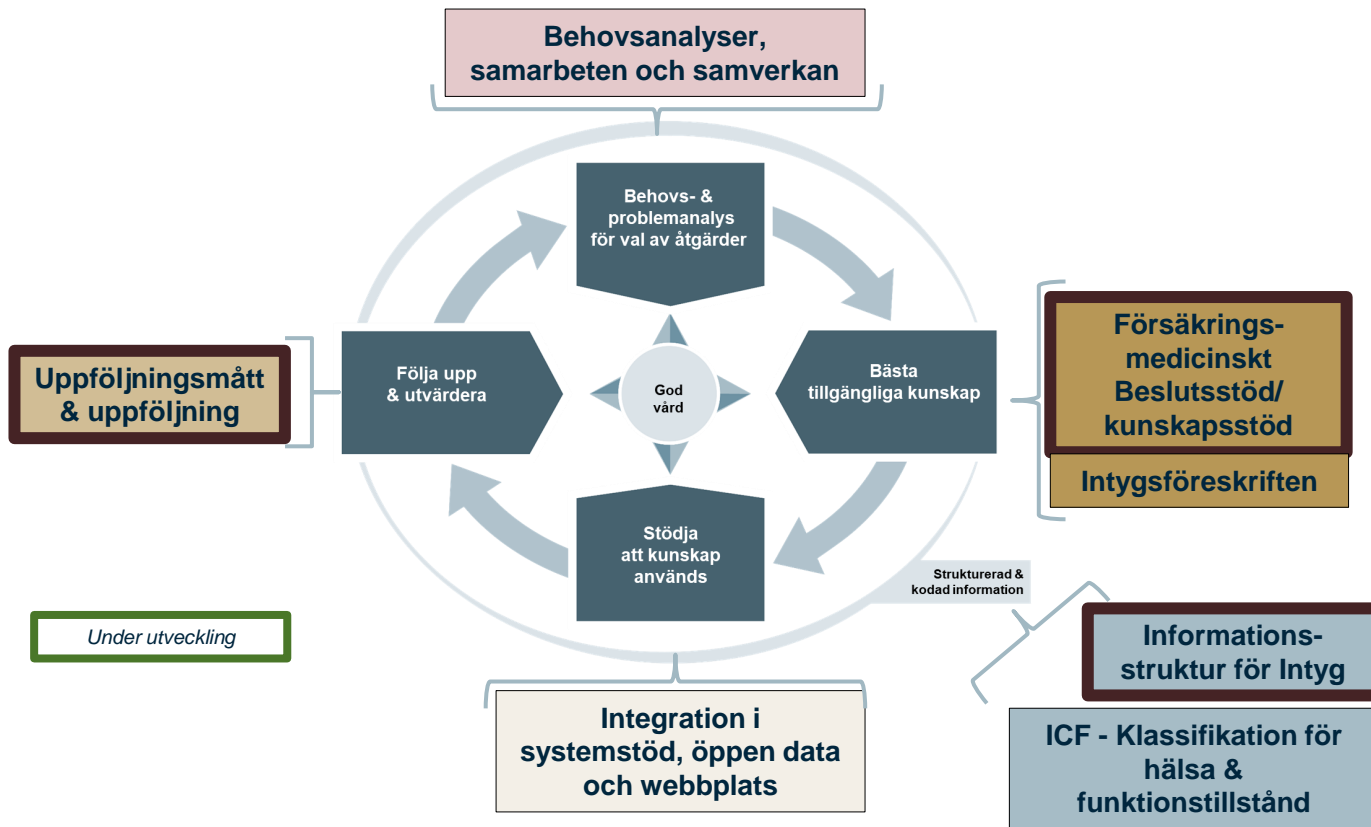 Behovsanalyser,
samarbeten och samverkan
Behovs- &
problemanalys
för val av åtgärder
Följa upp
& utvärdera
God
vård
Bästa
tillgängliga kunskap
Stödja
att kunskap
används
Uppföljningsmått
& uppföljning
Försäkrings-
medicinskt
Beslutsstöd/
kunskapsstöd
Intygsföreskriften
Strukturerad &
kodad information
Under utveckling
Informations-
struktur för Intyg
Integration i
systemstöd, öppen data
och webbplats
ICF - Klassifikation för
hälsa &
funktionstillstånd